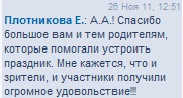 26 Ноя 11, 12:51
Плотникова Е.: А.А.! Спасибо
большое вам и тем родителям,
которые помогали устроить
праздник. Мне кажется, что и
зрители, и участники получили
огромное удовольствие!!!